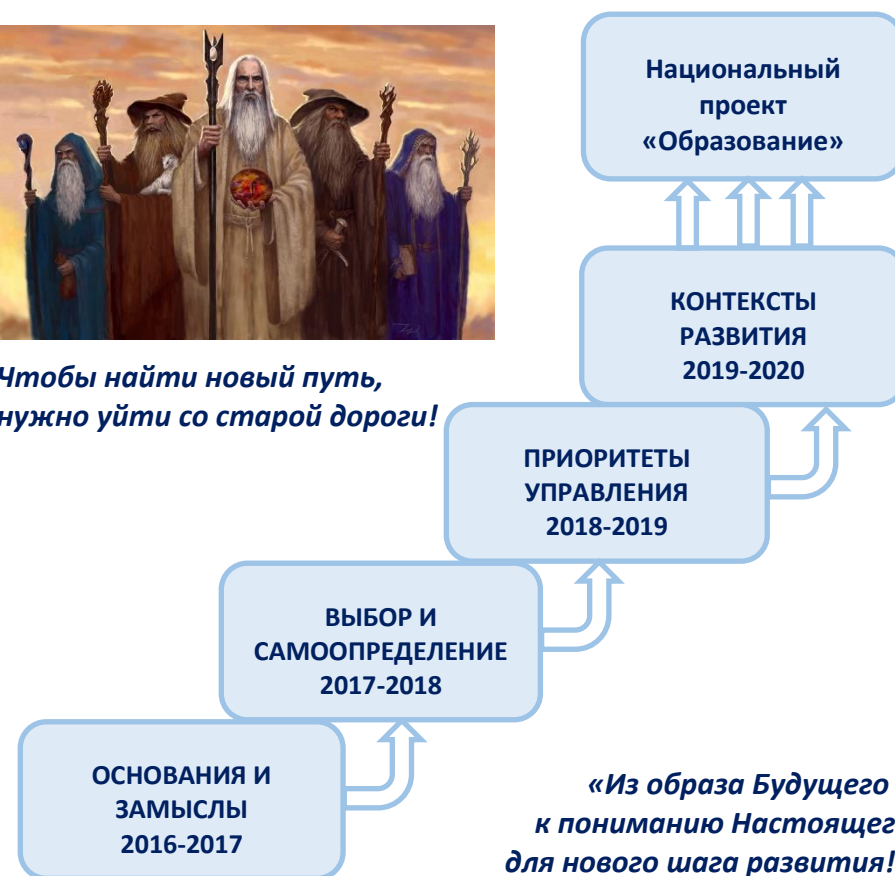 Национальный
проект
«Образование»
КОНТЕКСТЫ
РАЗВИТИЯ
2019-2020
Чтобы найти новый путь,
нужно уйти со старой дороги!
ПРИОРИТЕТЫ
УПРАВЛЕНИЯ
2018-2019
ВЫБОР И
САМООПРЕДЕЛЕНИЕ
2017-2018
ОСНОВАНИЯ И
ЗАМЫСЛЫ
2016-2017
«Из образа Будущего
к пониманию Настоящег
для нового шага развития!